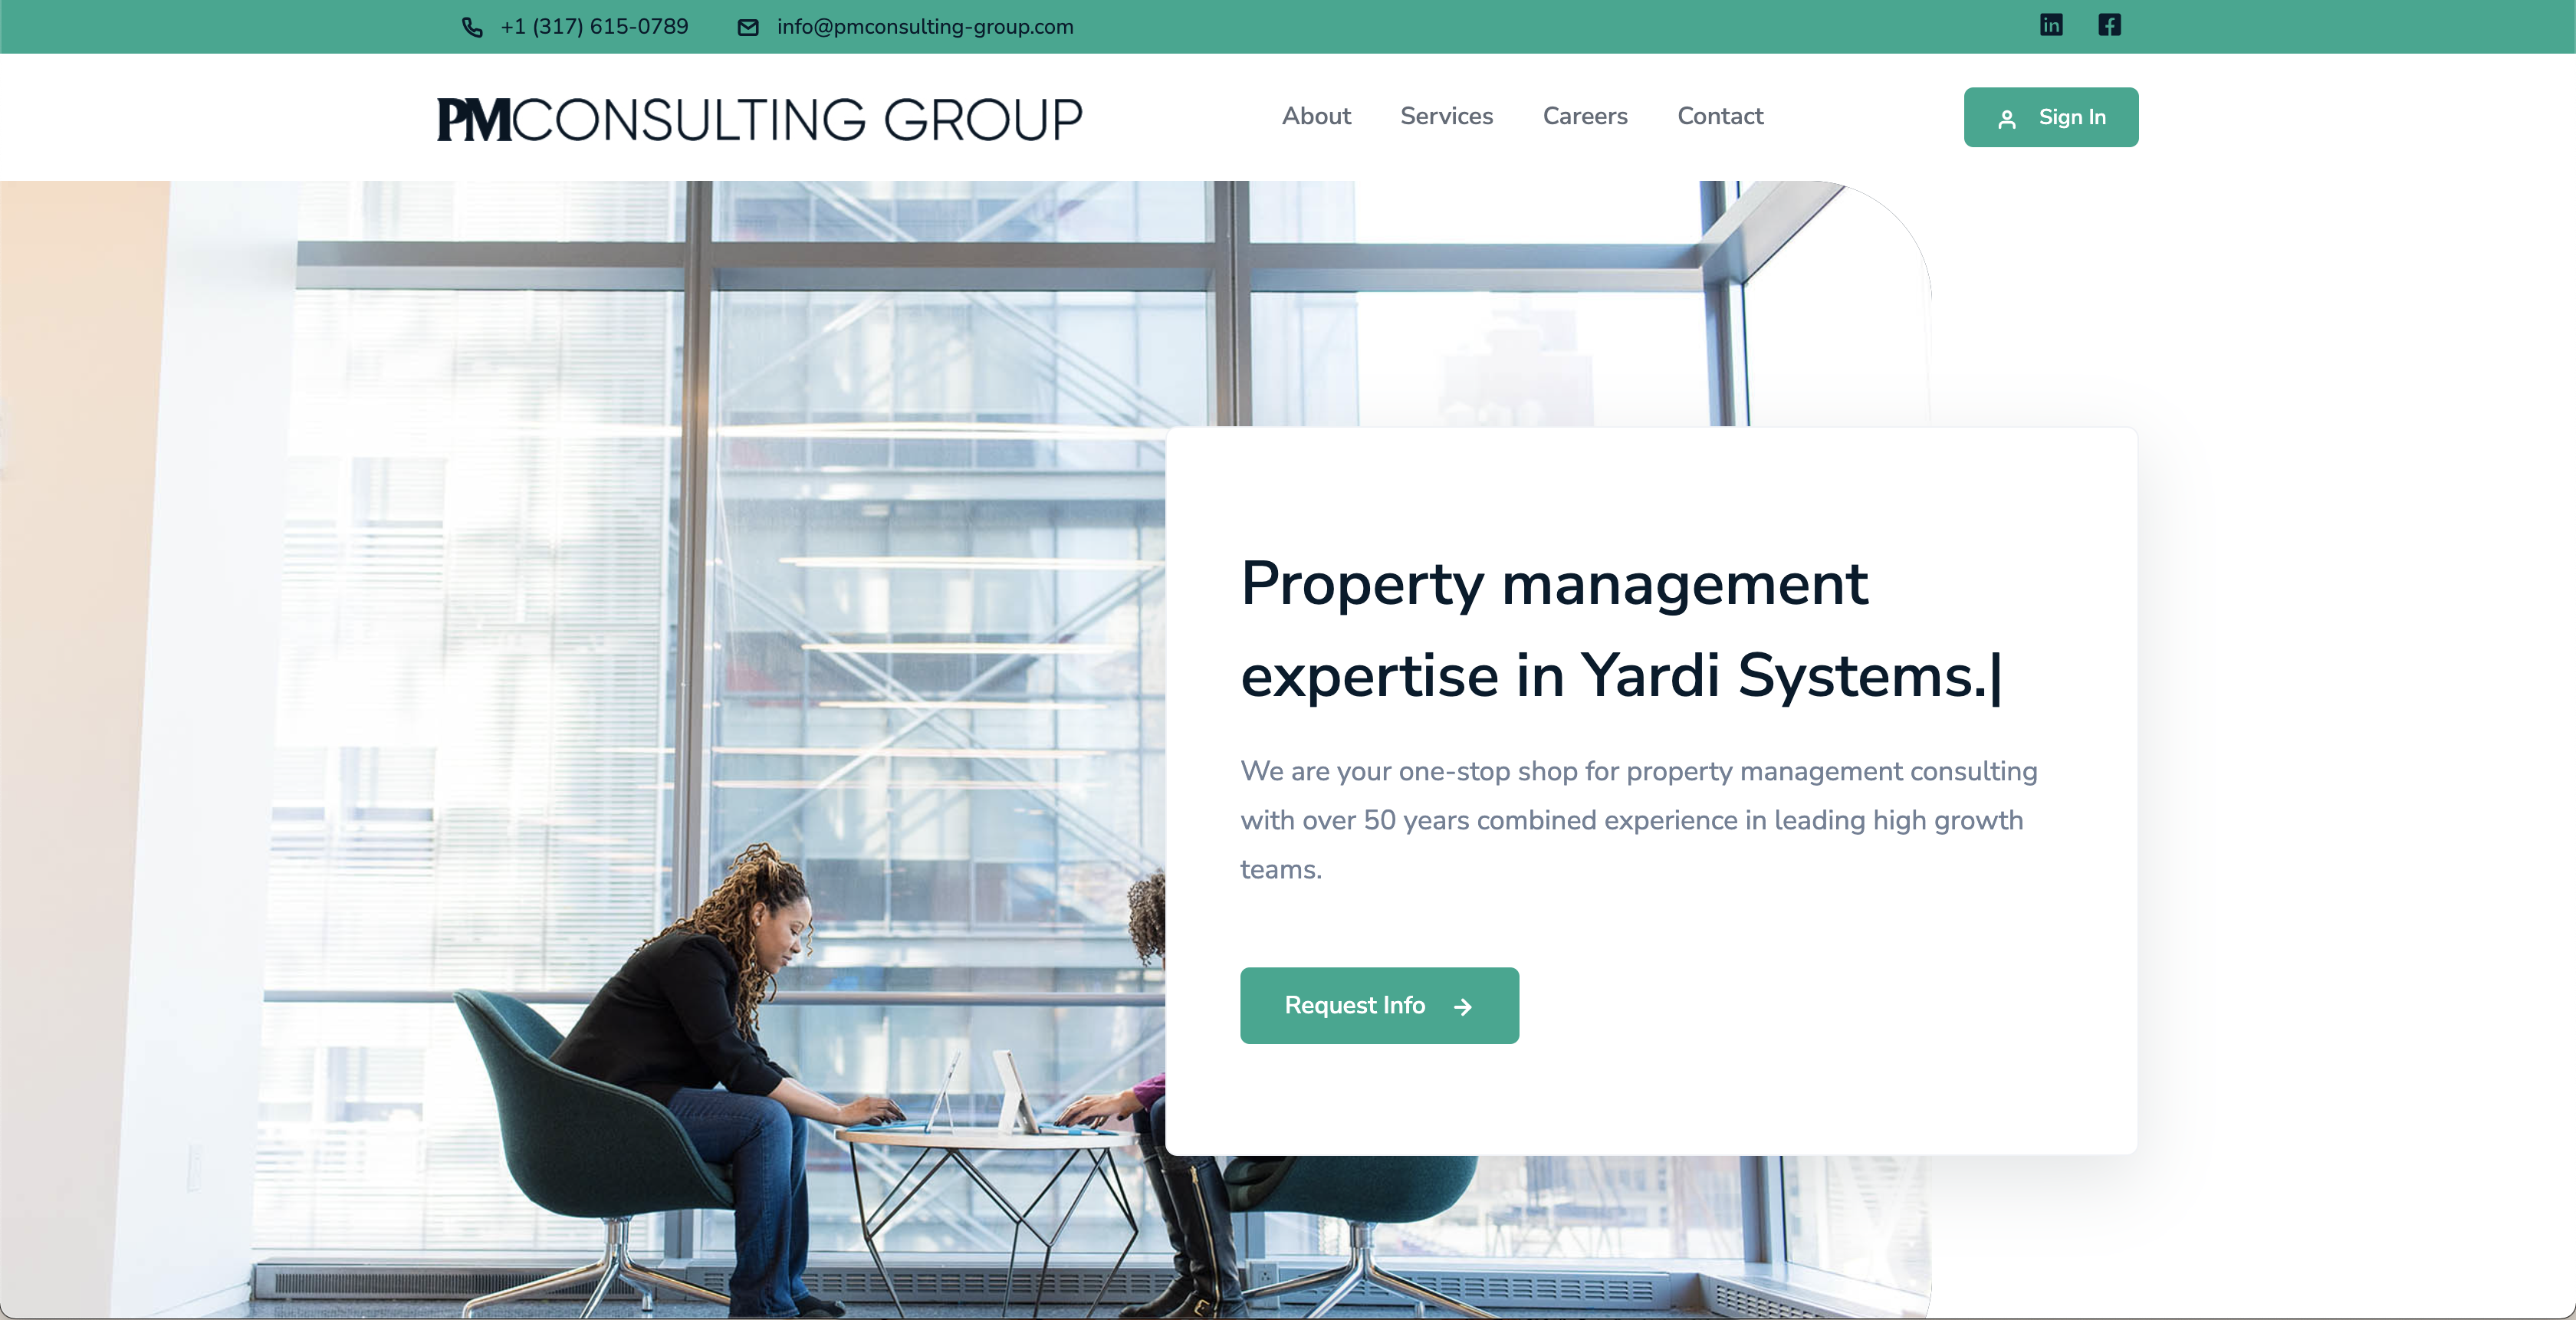 +1 (317) 615-0789
info@pmconsulting-group.com
PMCONSULTING GROUP
About
Services
Careers
Contact
Sign In
Property management
expertise in Yardi Systems.|
We are your one-stop shop for property management consulting
with over 50 years combined experience in leading high growth
teams.
Request Info